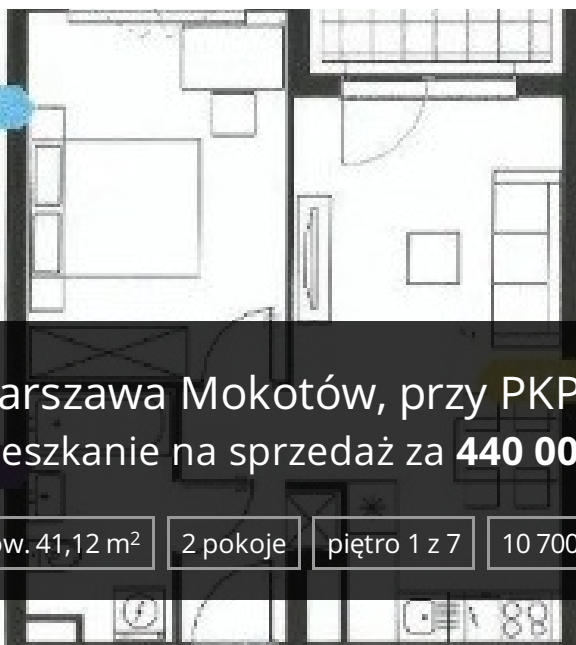 arszawa Mokotów, przy PKP
eszkanie na sprzedaż za 440 00
ow. 41,12 m² 2 pokoje piętro 1 z 7 10 700